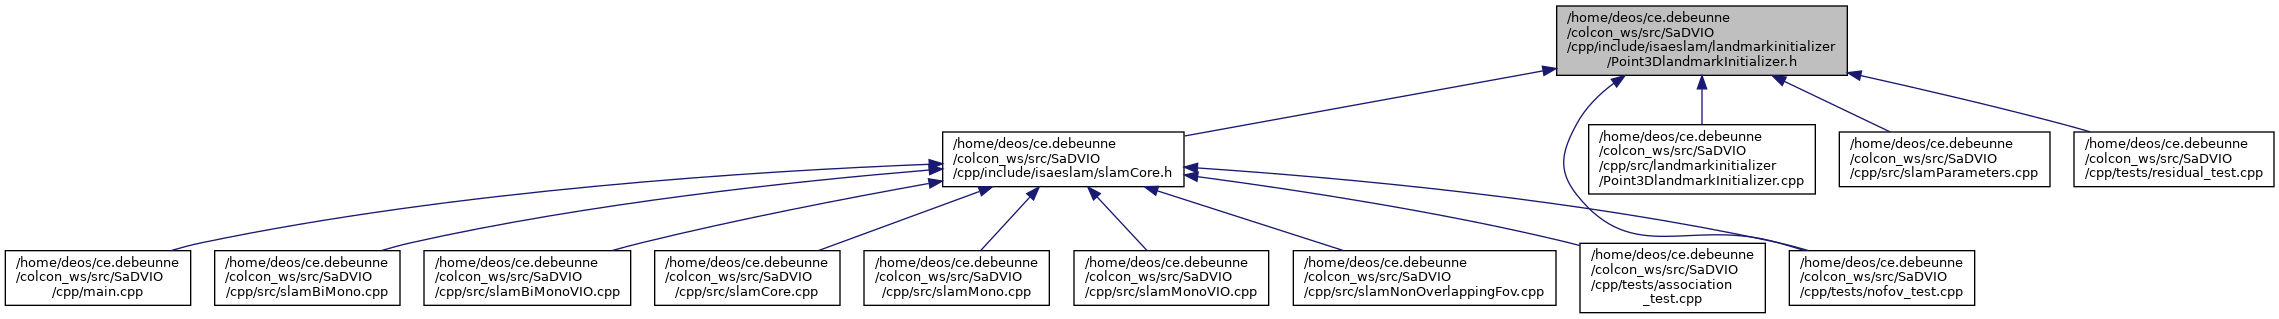 /home/deos/ce.debeunne
/colcon_ws/src/SaDVIO
/cpp/include/isaeslam/landmarkinitializer
/Point3DlandmarkInitializer.h
/home/deos/ce.debeunne
/colcon_ws/src/SaDVIO
/cpp/include/isaeslam/slamCore.h
/home/deos/ce.debeunne
/colcon_ws/src/SaDVIO
/cpp/src/landmarkinitializer
/Point3DlandmarkInitializer.cpp
/home/deos/ce.debeunne
/colcon_ws/src/SaDVIO
/cpp/src/slamParameters.cpp
/home/deos/ce.debeunne
/colcon_ws/src/SaDVIO
/cpp/tests/residual_test.cpp
/home/deos/ce.debeunne
/colcon_ws/src/SaDVIO
/cpp/main.cpp
/home/deos/ce.debeunne
/colcon_ws/src/SaDVIO
/cpp/src/slamBiMono.cpp
/home/deos/ce.debeunne
/colcon_ws/src/SaDVIO
/cpp/src/slamBiMonoVIO.cpp
/home/deos/ce.debeunne
/colcon_ws/src/SaDVIO
/cpp/src/slamCore.cpp
/home/deos/ce.debeunne
/colcon_ws/src/SaDVIO
/cpp/src/slamMono.cpp
/home/deos/ce.debeunne
/colcon_ws/src/SaDVIO
/cpp/src/slamMonoVIO.cpp
/home/deos/ce.debeunne
/colcon_ws/src/SaDVIO
/cpp/src/slamNonOverlappingFov.cpp
/home/deos/ce.debeunne
/colcon_ws/src/SaDVIO
/cpp/tests/association
_test.cpp
/home/deos/ce.debeunne
/colcon_ws/src/SaDVIO
/cpp/tests/nofov_test.cpp